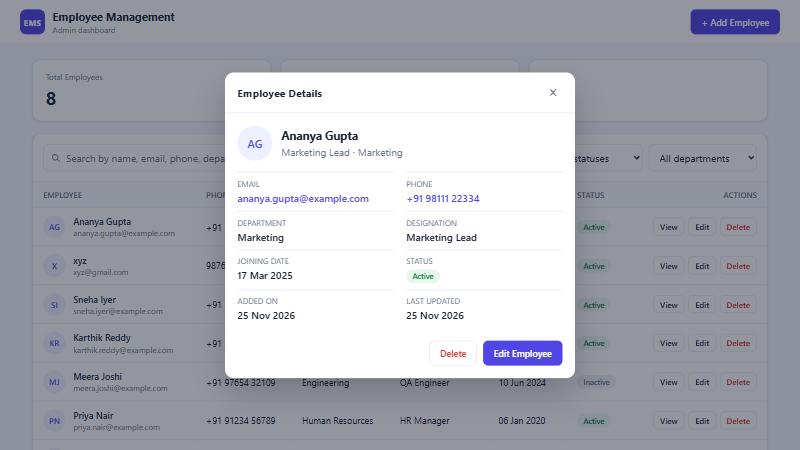 EMS
Employee Management
Admin dashboard
+ Add Employee
Total Employees
8
Search by name, email, phone, depa
statuses
All departments
EMPLOYEE
PHON
STATUS
ACTIONS
AG Ananya Gupta +91 Active View Edit Delete
ananya.gupta@example.com
X xyz 9876 Active View Edit Delete
xyz@gmail.com
SI Sneha Iyer +91 Active View Edit Delete
sneha.iyer@example.com
KR Karthik Reddy +91 Active View Edit Delete
karthik.reddy@example.com
MJ Meera Joshi +91 97654 32109 Engineering QA Engineer 10 Jun 2024 Inactive View Edit Delete
meera.joshi@example.com
PN Priya Nair +91 91234 56789 Human Resources HR Manager 06 Jan 2020 Active View Edit Delete
priya.nair@example.com
Employee Details
AG
Ananya Gupta
Marketing Lead · Marketing
EMAIL
ananya.gupta@example.com
PHONE
+91 98111 22334
DEPARTMENT
Marketing
DESIGNATION
Marketing Lead
JOINING DATE
17 Mar 2025
STATUS
Active
ADDED ON
25 Nov 2026
LAST UPDATED
25 Nov 2026
Delete
Edit Employee